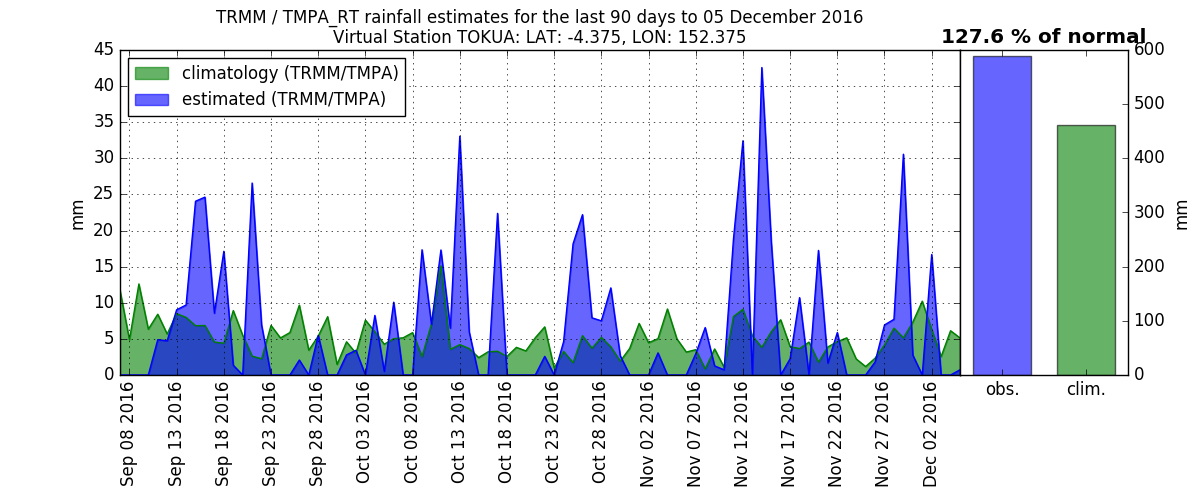 TRMM / TMPA_RT rainfall estimates for the last 90 days to 05 December 2016
Virtual Station TOKUA: LAT: -4.375, LON: 152.375
127.6 % of normal
climatology (TRMM/TMPA)
estimated (TRMM/TMPA)
mm
45
40
35
30
25
20
15
10
5
0
Sep 08 2016
Sep 13 2016
Sep 18 2016
Sep 23 2016
Sep 28 2016
Oct 03 2016
Oct 08 2016
Oct 13 2016
Oct 18 2016
Oct 23 2016
Oct 28 2016
Nov 02 2016
Nov 07 2016
Nov 12 2016
Nov 17 2016
Nov 22 2016
Nov 27 2016
Dec 02 2016
600
500
400
300
200
100
0
mm
obs.
clim.